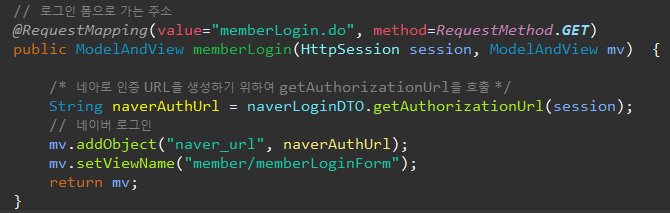 // 로그인 폼으로 가는 주소
@RequestMapping(value="memberLogin.do", method=RequestMethod.GET)
public ModelAndView memberLogin(HttpSession session, ModelAndView mv)  {
/* 네아로 인증 URL을 생성하기 위하여 getAuthorizationUrl을 호출 */
String naverAuthUrl = naverLoginDTO.getAuthorizationUrl(session);
// 네이버 로그인
mv.addObject("naver_url", naverAuthUrl);
mv.setViewName("member/memberLoginForm");
return mv;
}